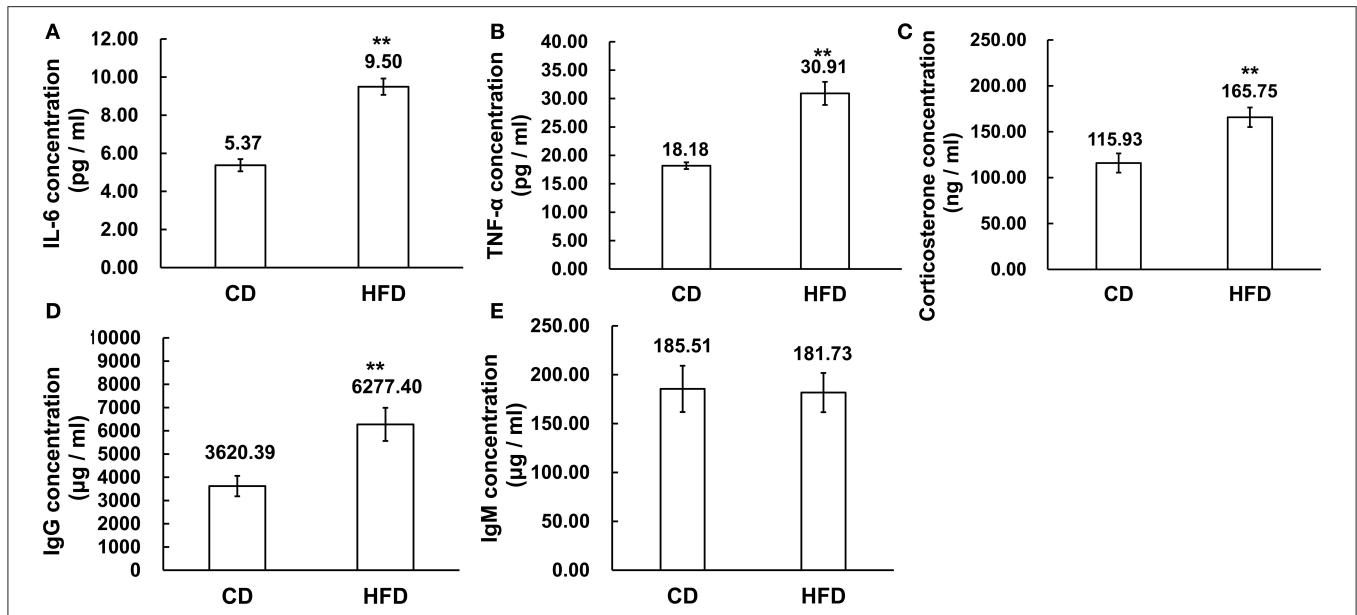 A
IL-6 concentration
(pg / ml)
12.00
10.00
8.00
6.00
4.00
2.00
0.00
5.37
**
9.50
CD
HFD
B
TNF-α concentration
(pg / ml)
40.00
35.00
30.00
25.00
20.00
15.00
10.00
5.00
0.00
18.18
**
30.91
CD
HFD
C
Corticosterone concentration
(ng / ml)
250.00
200.00
150.00
100.00
50.00
0.00
115.93
**
165.75
CD
HFD
D
IgG concentration
(μg / ml)
10000
9000
8000
7000
6000
5000
4000
3000
2000
1000
0
3620.39
**
6277.40
CD
HFD
E
IgM concentration
(μg / ml)
250.00
200.00
150.00
100.00
50.00
0.00
185.51
181.73
CD
HFD